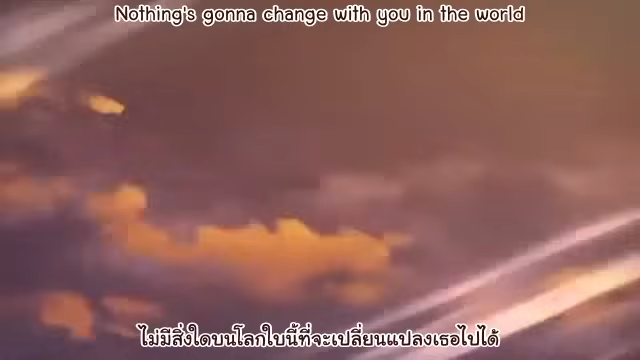 Nothing's gonna change with you in the world
ไม่มีสิ่งใดบนโลกใบนี้ที่จะเปลี่ยนแปลงเธอไปได้